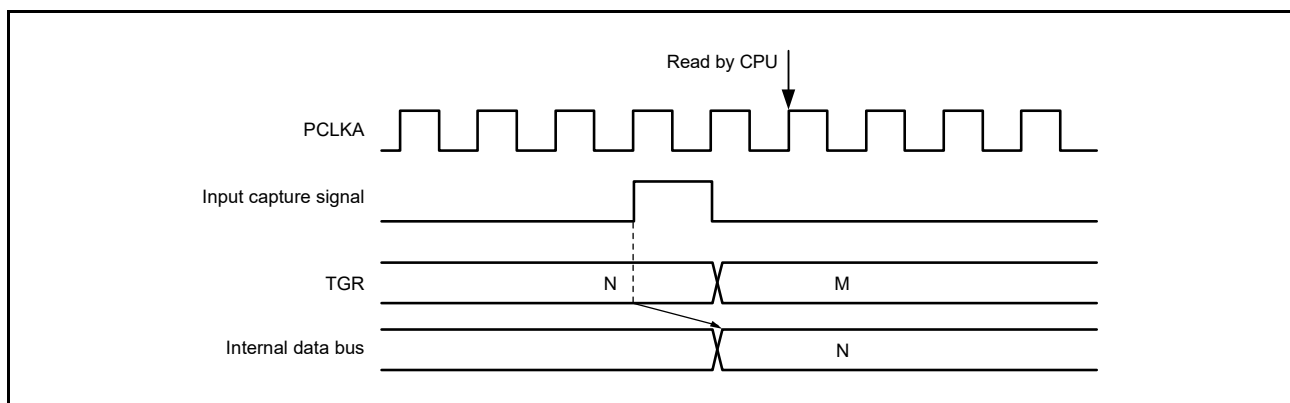 Read by CPU
PCLKA
Input capture signal
TGR
N
M
Internal data bus
N